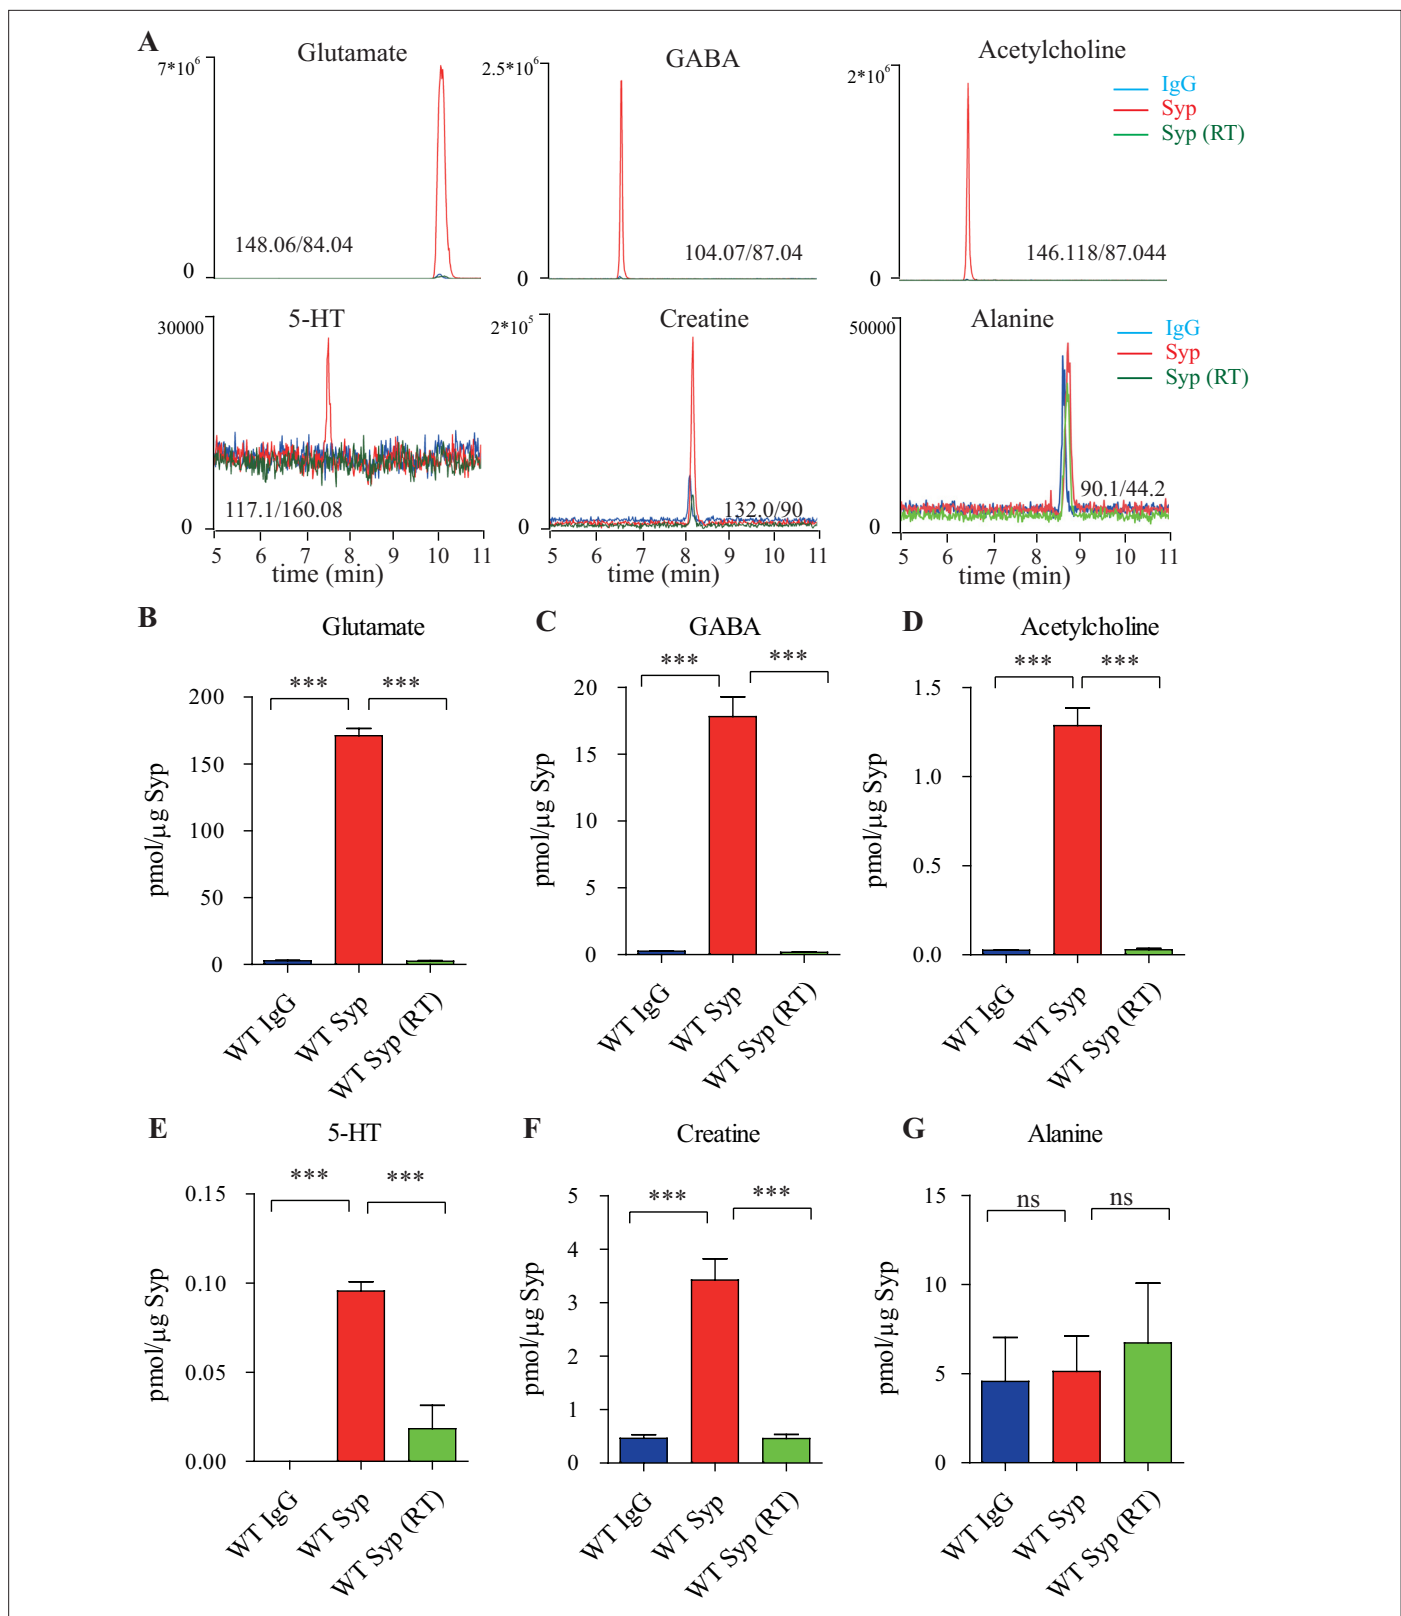 A
Glutamate
GABA
Acetylcholine
7*10⁶
2.5*10⁶
2*10⁶
IgG
Syp
Syp (RT)
148.06/84.04
104.07/87.04
146.118/87.044
0
0
0
5-HT
Creatine
Alanine
30000
2*10⁵
50000
IgG
Syp
Syp (RT)
117.1/160.08
132.0/90
90.1/44.2
0
0
0
5 6 7 8 9 10 11
5 6 7 8 9 10 11
5 6 7 8 9 10 11
time (min)
time (min)
time (min)
B
Glutamate
*** ***
200
150
100
50
0
pmol/µg Syp
WT IgG
WT Syp
WT Syp (RT)
C
GABA
*** ***
20
15
10
5
0
pmol/µg Syp
WT IgG
WT Syp
WT Syp (RT)
D
Acetylcholine
*** ***
1.5
1.0
0.5
0.0
pmol/µg Syp
WT IgG
WT Syp
WT Syp (RT)
E
5-HT
*** ***
0.15
0.10
0.05
0.00
pmol/µg Syp
WT IgG
WT Syp
WT Syp (RT)
F
Creatine
*** ***
5
4
3
2
1
0
pmol/µg Syp
WT IgG
WT Syp
WT Syp (RT)
G
Alanine
ns ns
15
10
5
0
pmol/µg Syp
WT IgG
WT Syp
WT Syp (RT)